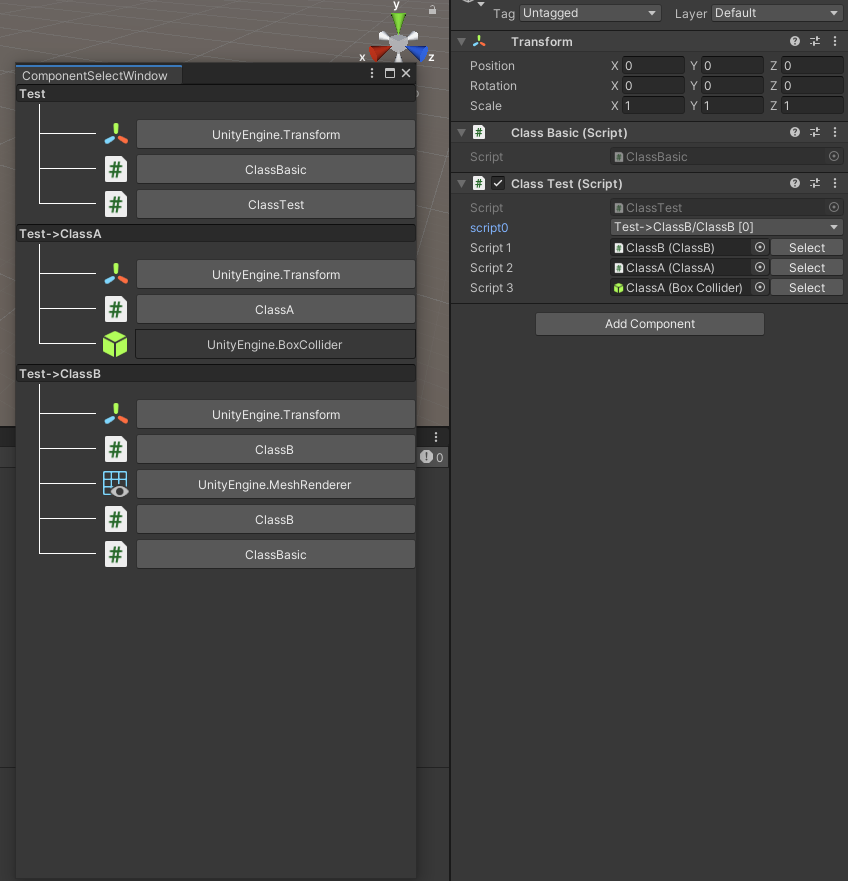 y
x
z
ComponentSelectWindow
Test
UnityEngine.Transform
ClassBasic
ClassTest
Test->ClassA
UnityEngine.Transform
ClassA
UnityEngine.BoxCollider
Test->ClassB
UnityEngine.Transform
ClassB
UnityEngine.MeshRenderer
ClassB
ClassBasic
0
Tag Untagged Layer Default
Transform
Position X 0 Y 0 Z 0
Rotation X 0 Y 0 Z 0
Scale X 1 Y 1 Z 1
# Class Basic (Script)
Script # ClassBasic
# Class Test (Script)
Script # ClassTest
script0 Test->ClassB/ClassB [0]
Script 1 # ClassB (ClassB) Select
Script 2 # ClassA (ClassA) Select
Script 3 ClassA (Box Collider) Select
Add Component